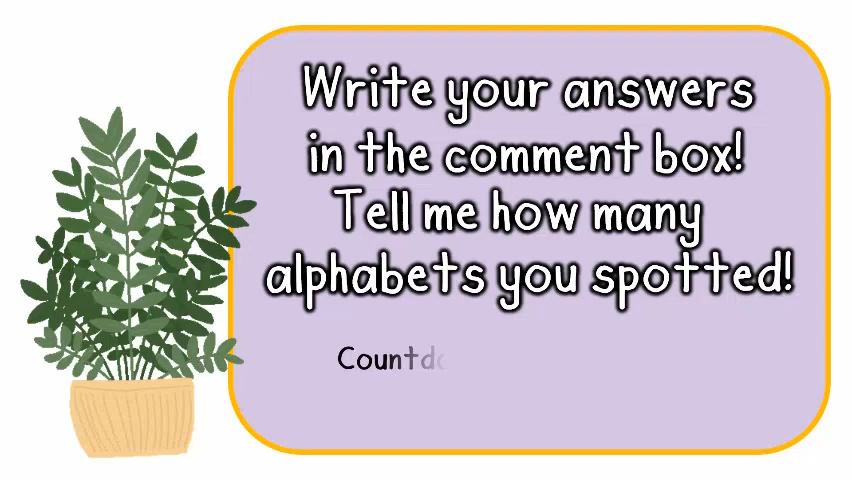 Write your answers
in the comment box!
Tell me how many
alphabets you spotted!